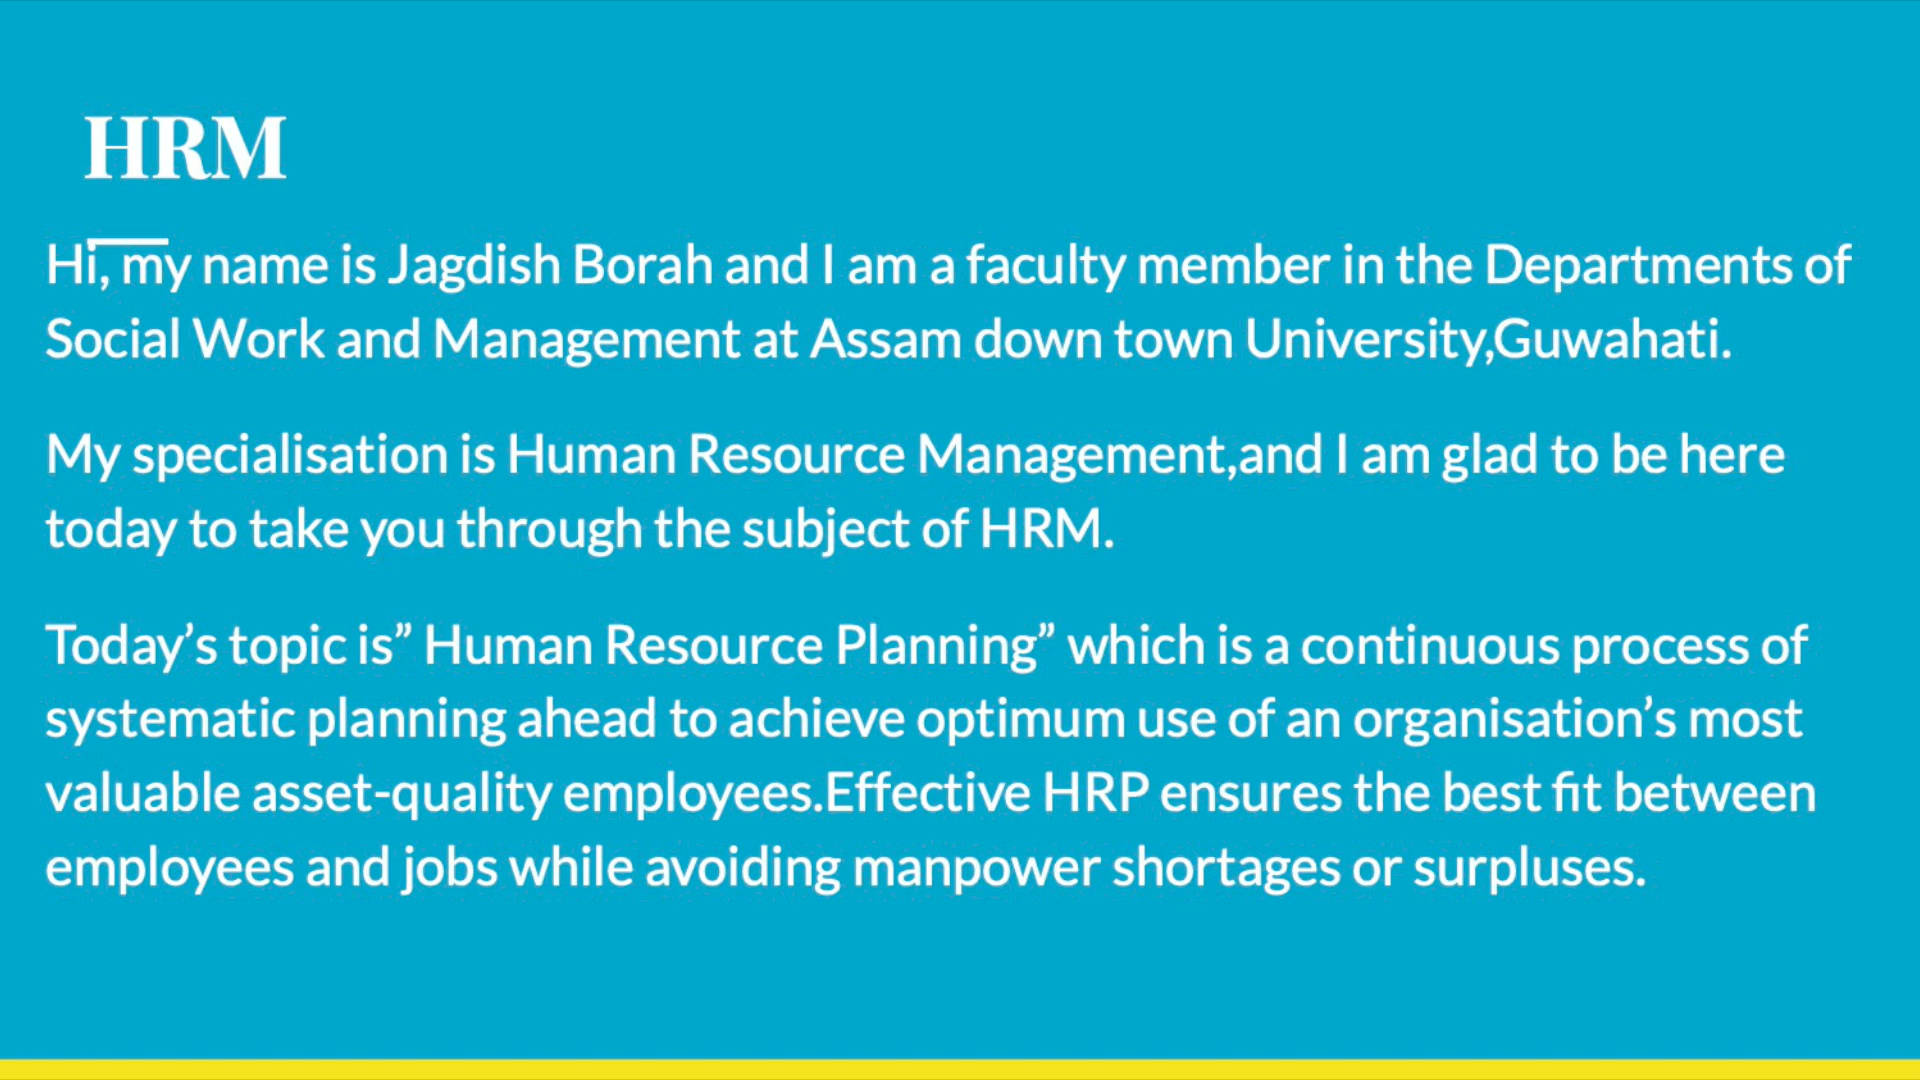 HRM
Hi, my name is Jagdish Borah and I am a faculty member in the Departments of
Social Work and Management at Assam down town University,Guwahati.
My specialisation is Human Resource Management,and I am glad to be here
today to take you through the subject of HRM.
Today’s topic is” Human Resource Planning” which is a continuous process of
systematic planning ahead to achieve optimum use of an organisation’s most
valuable asset-quality employees.Effective HRP ensures the best fit between
employees and jobs while avoiding manpower shortages or surpluses.